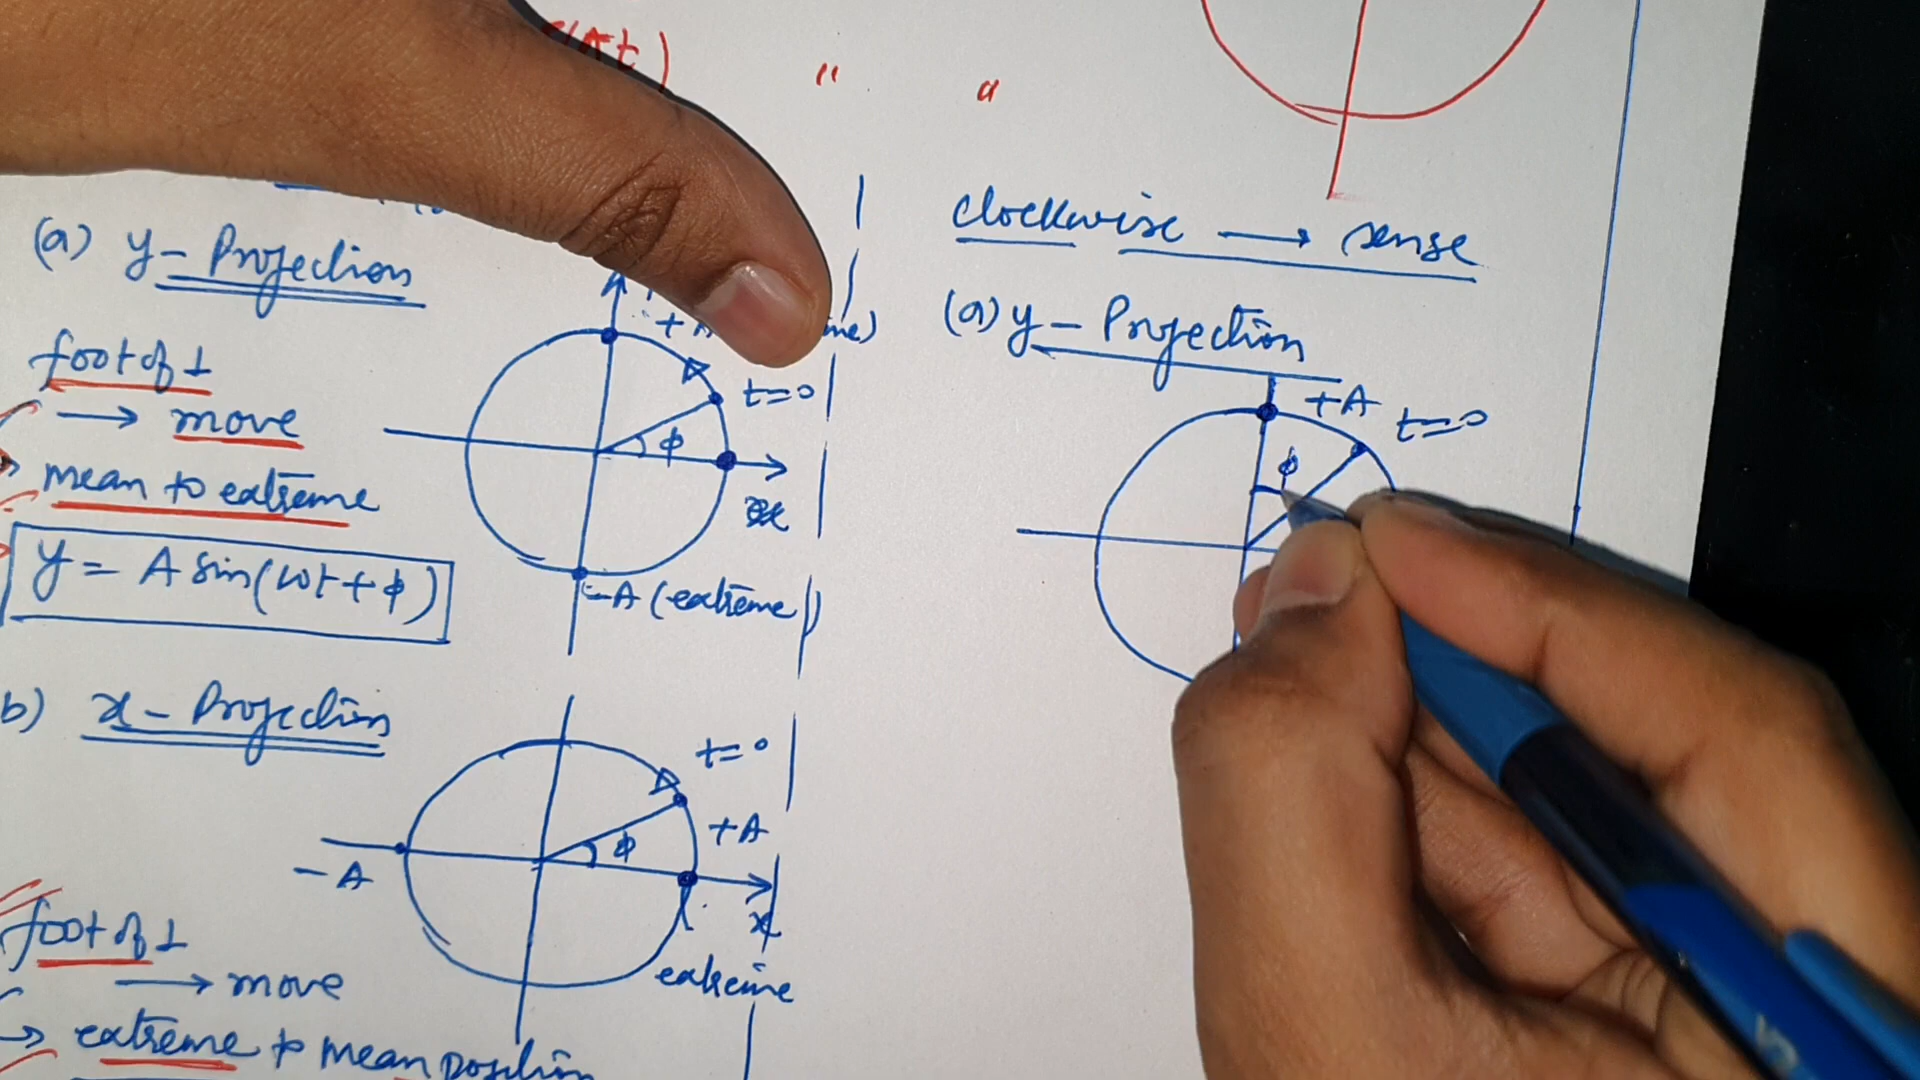 " "
(a) y - Projection
+A
foot of ⊥
t=0
→ move
ϕ
x
mean to extreme
y = A sin(ωt + ϕ)
-A (extreme)
b) x - Projection
t=0
+A
ϕ
-A
x
foot of ⊥
extreme
→ move
→ extreme to mean position
clockwise → sense
(a) y - Projection
+A t=0
ϕ